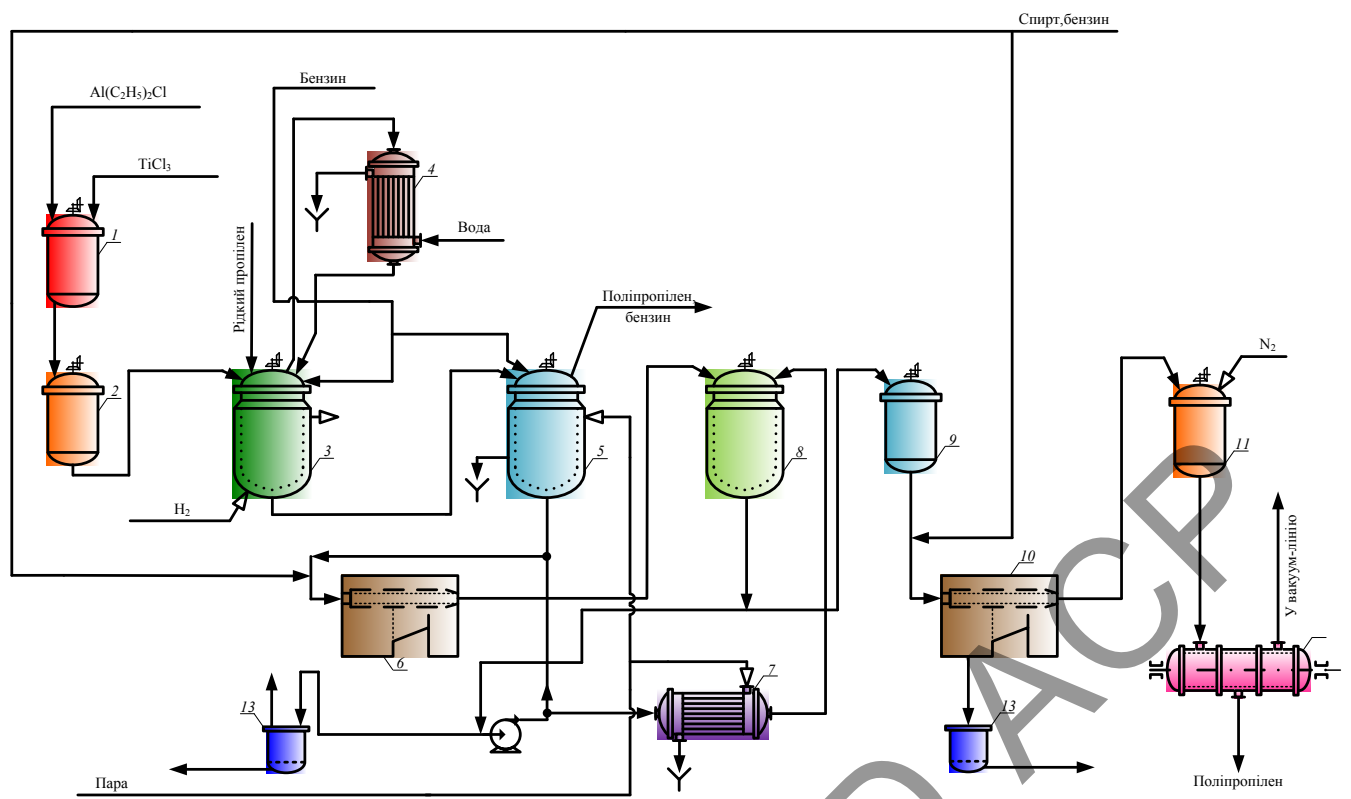 Спирт,бензин
Бензин
Al(C₂H₅)₂Cl
TiCl₃
4
Вода
1
Рідкий пропілен
Поліпропілен,
бензин
N₂
2
3
5
8
9
11
H₂
10
У вакуум-лінію
6
7
13
13
Пара
Поліпропілен
АСР